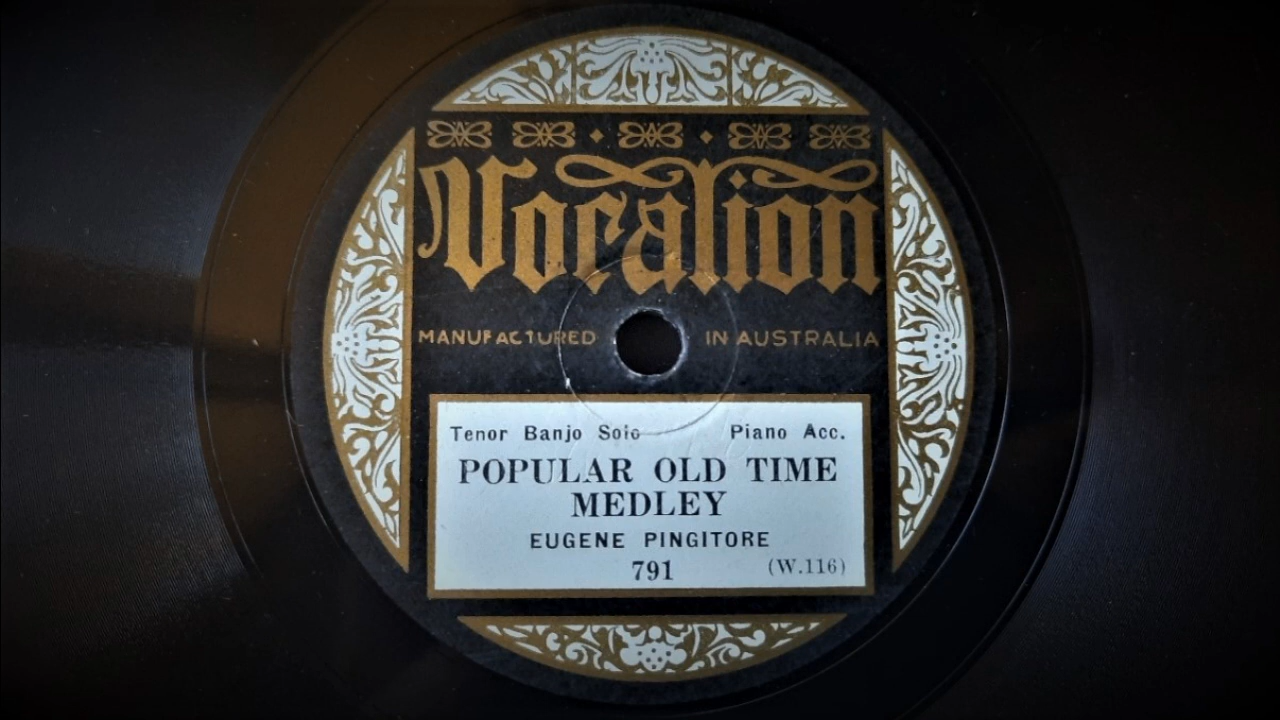 Vocalion
MANUFACTURED IN AUSTRALIA
Tenor Banjo Solo Piano Acc.
POPULAR OLD TIME
MEDLEY
EUGENE PINGITORE
791 (W.116)